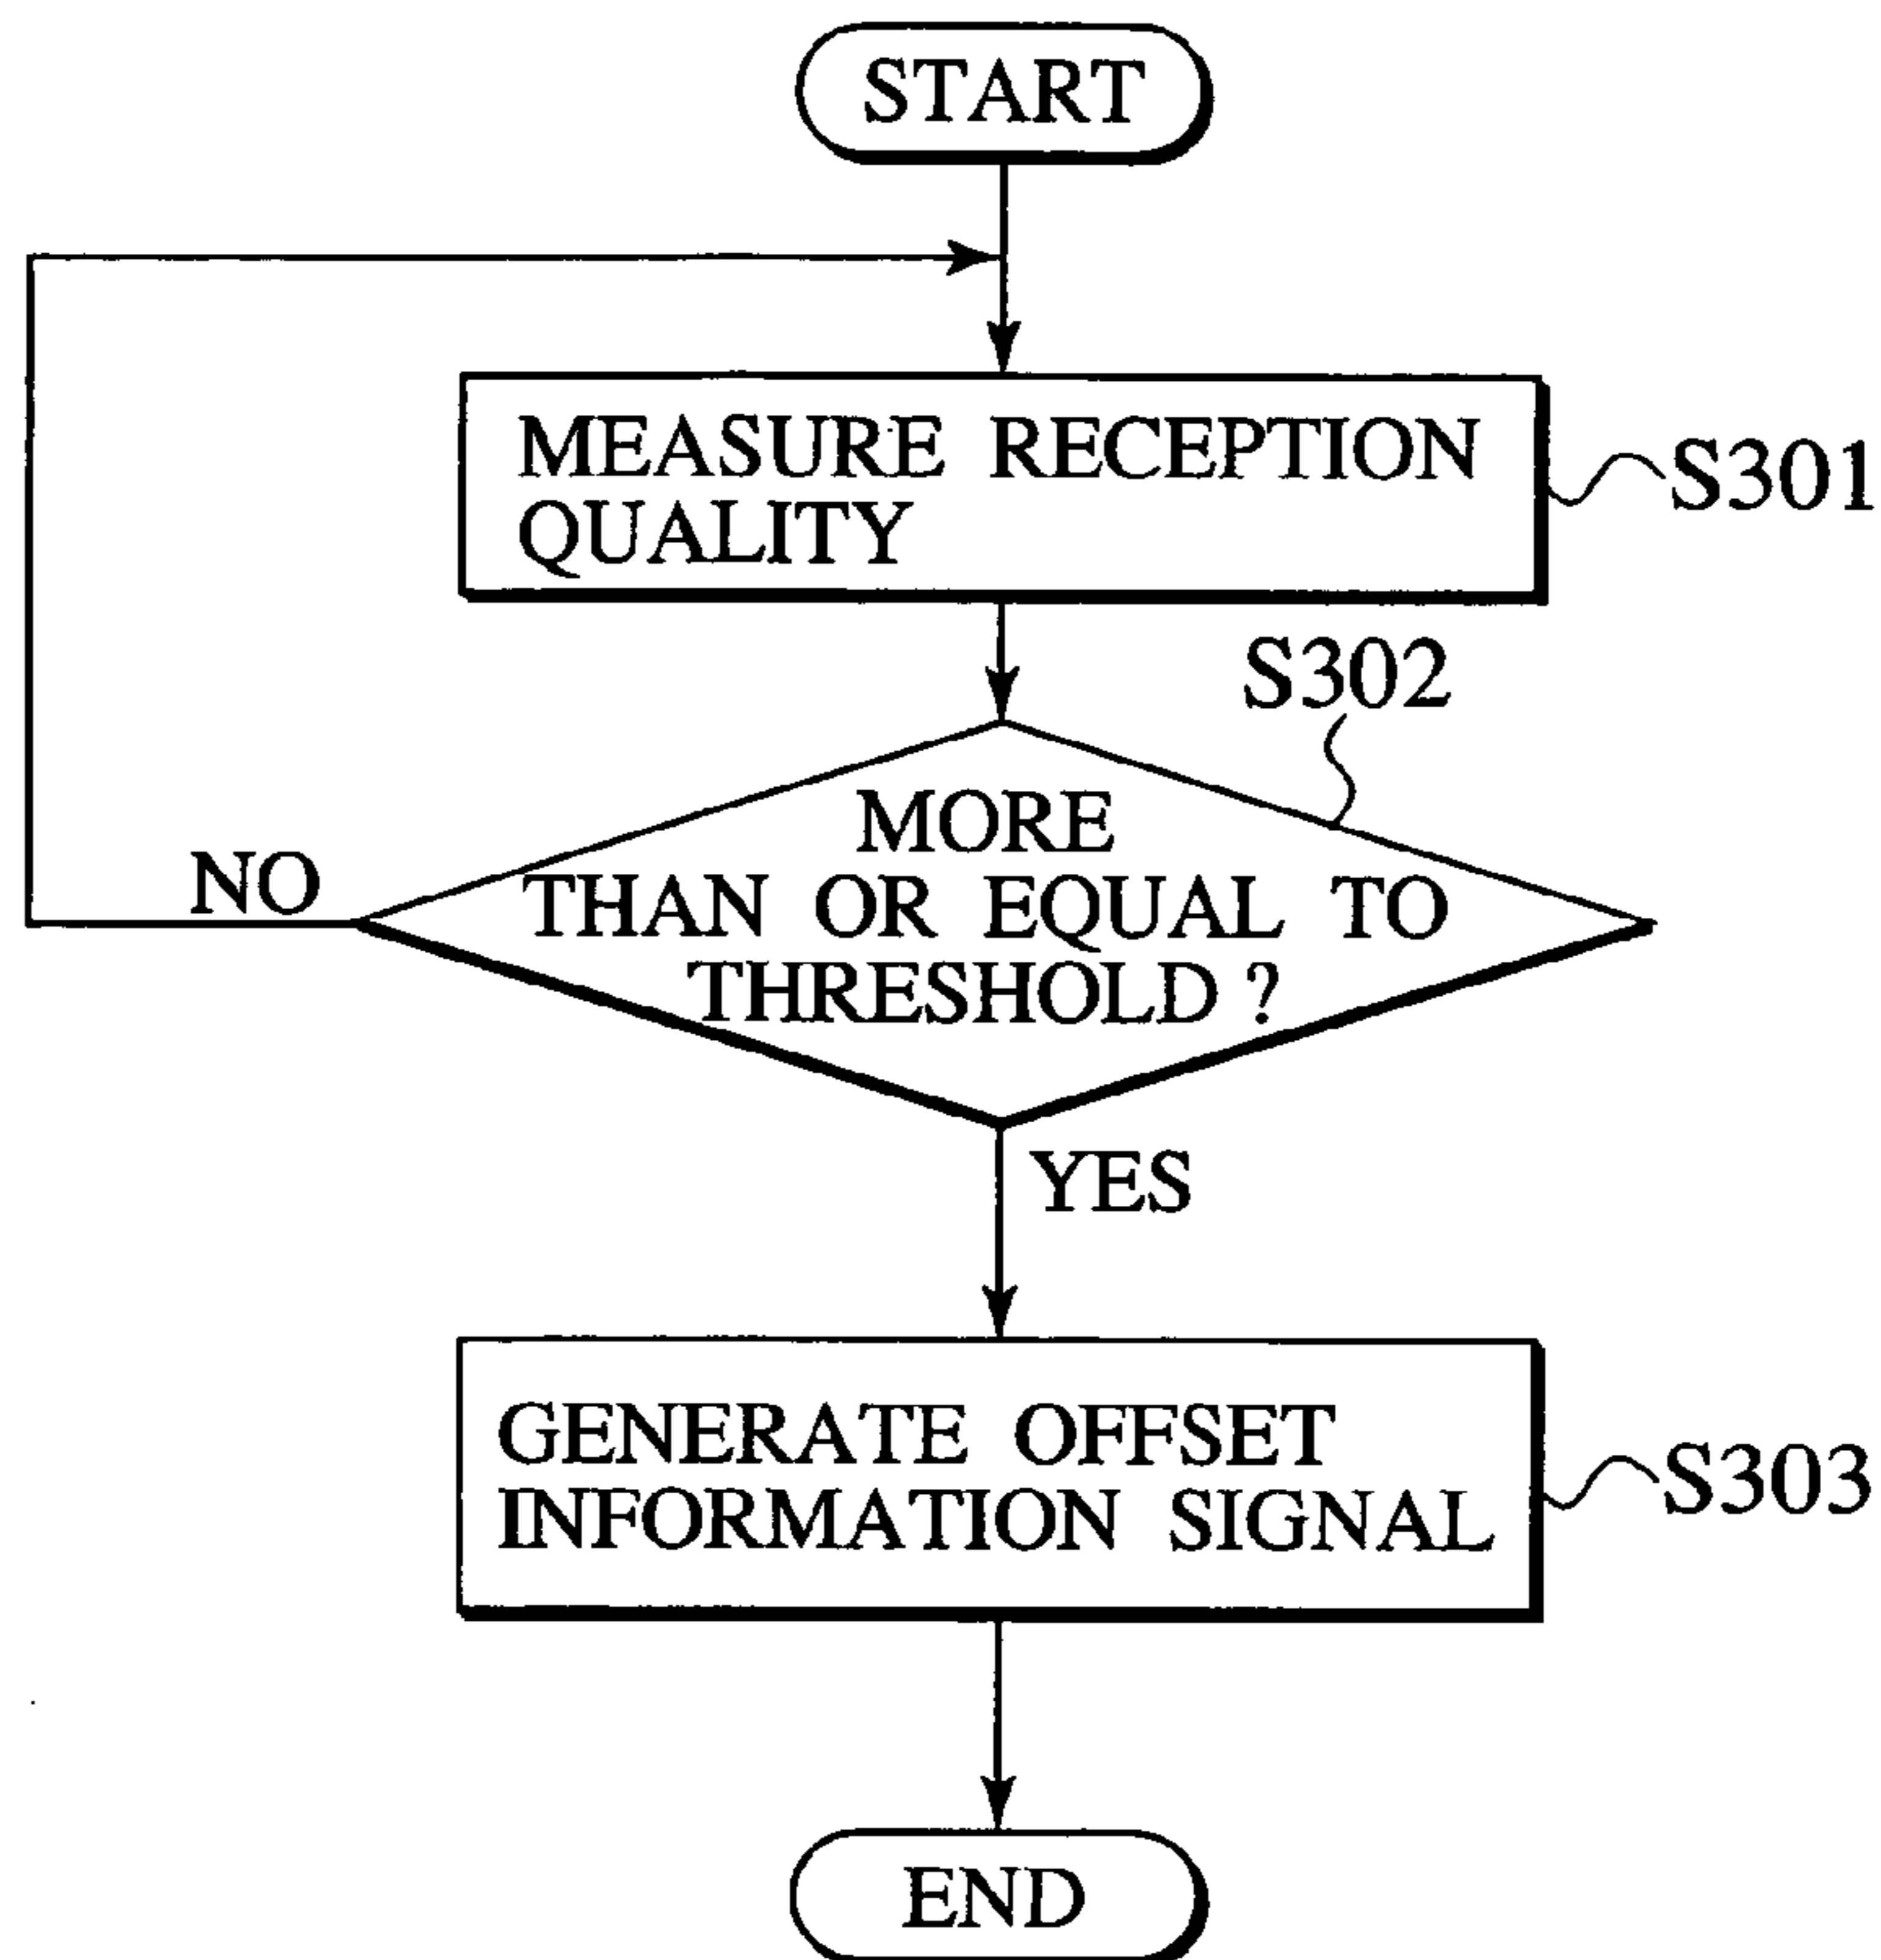 START
MEASURE RECEPTION
QUALITY
S301
S302
MORE
THAN OR EQUAL TO
THRESHOLD ?
NO
YES
GENERATE OFFSET
INFORMATION SIGNAL
S303
END